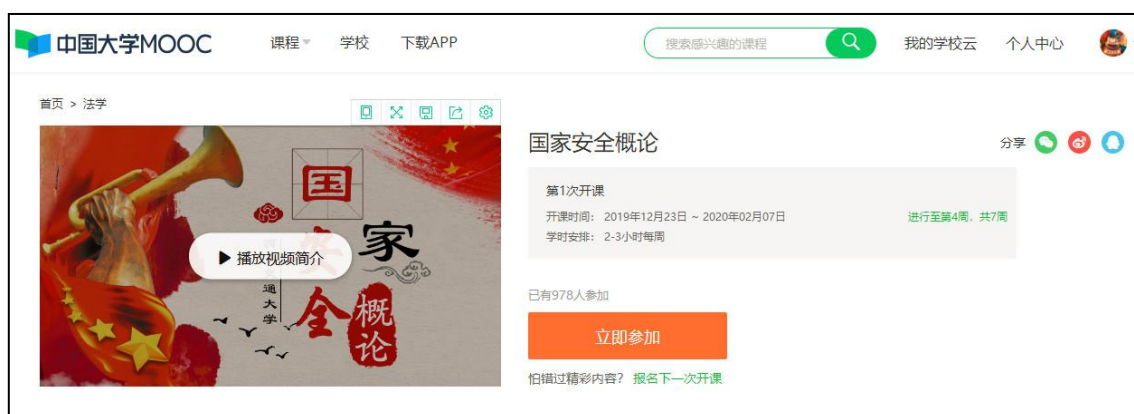 中国大学MOOC
课程
学校
下载APP
搜索感兴趣的课程
我的学校云
个人中心
首页 > 法学
国家安全概论
播放视频简介
通
大
学
国家安全概论
分享
第1次开课
开课时间: 2019年12月23日 ~ 2020年02月07日
进行至第4周, 共7周
学时安排: 2-3小时每周
已有978人参加
立即参加
怕错过精彩内容? 报名下一次开课